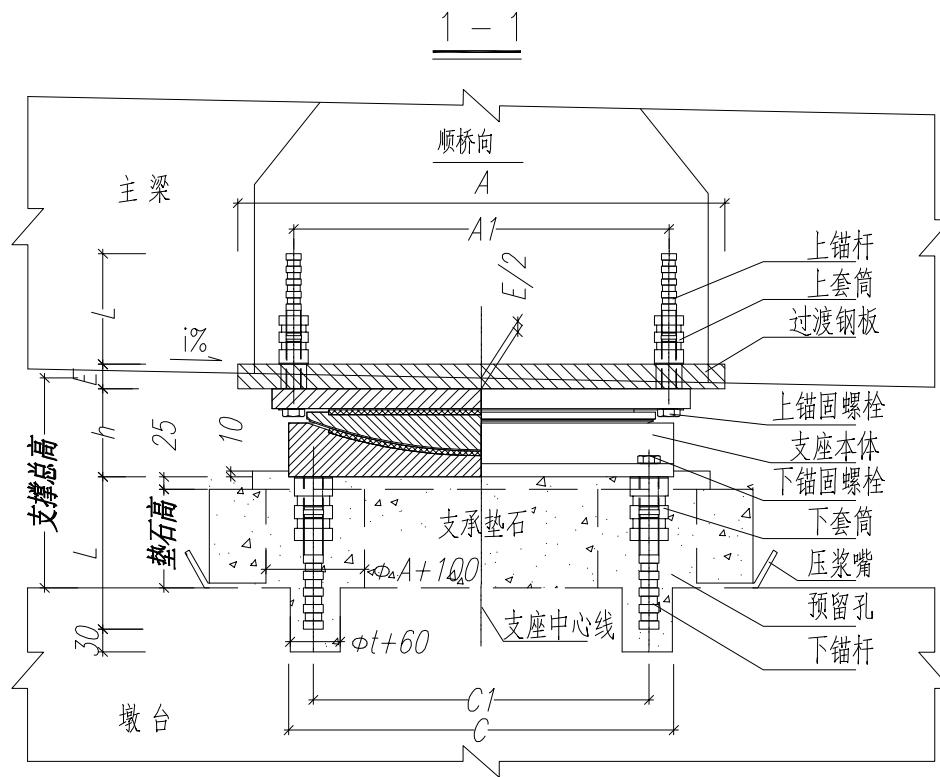 1 - 1
顺桥向
A
主梁
A1
上锚杆
E/2
上套筒
L
i%
过渡钢板
E
上锚固螺栓
h
25
10
支座本体
支撑总高
下锚固螺栓
垫石高
支承垫石
下套筒
L
ΦA+100
压浆嘴
预留孔
30
Φt+60
支座中心线
下锚杆
C1
墩台
C